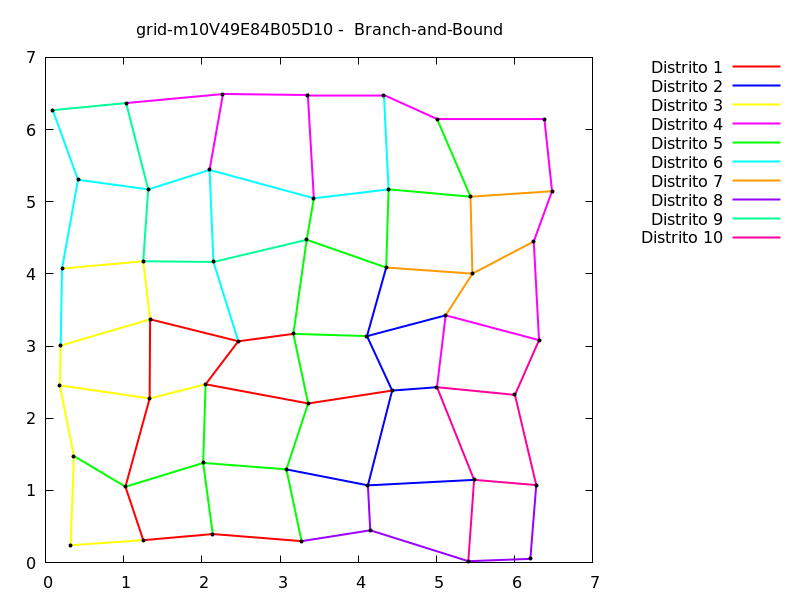 grid-m10V49E84B05D10 -  Branch-and-Bound
7
6
5
4
3
2
1
0
0 1 2 3 4 5 6 7
Distrito 1
Distrito 2
Distrito 3
Distrito 4
Distrito 5
Distrito 6
Distrito 7
Distrito 8
Distrito 9
Distrito 10